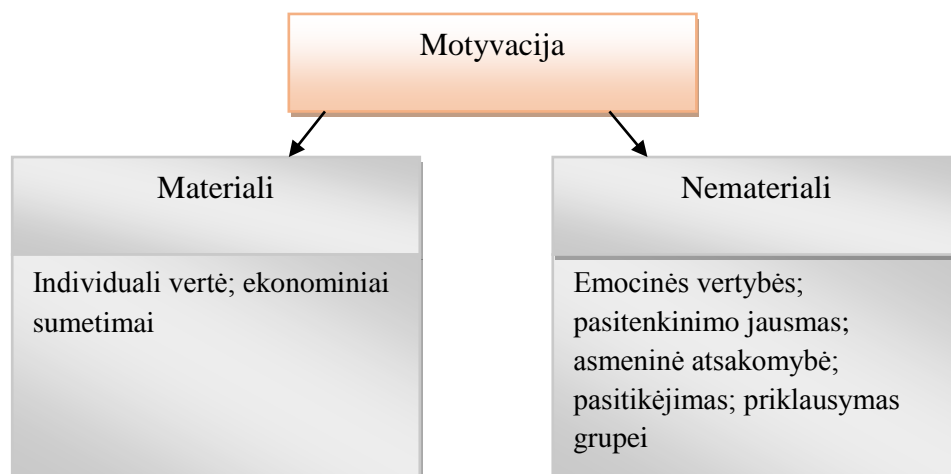 Motyvacija
Materiali
Individuali vertė; ekonominiai
sumetimai
Nemateriali
Emocinės vertybės;
pasitenkinimo jausmas;
asmeninė atsakomybė;
pasitikėjimas; priklausymas
grupei